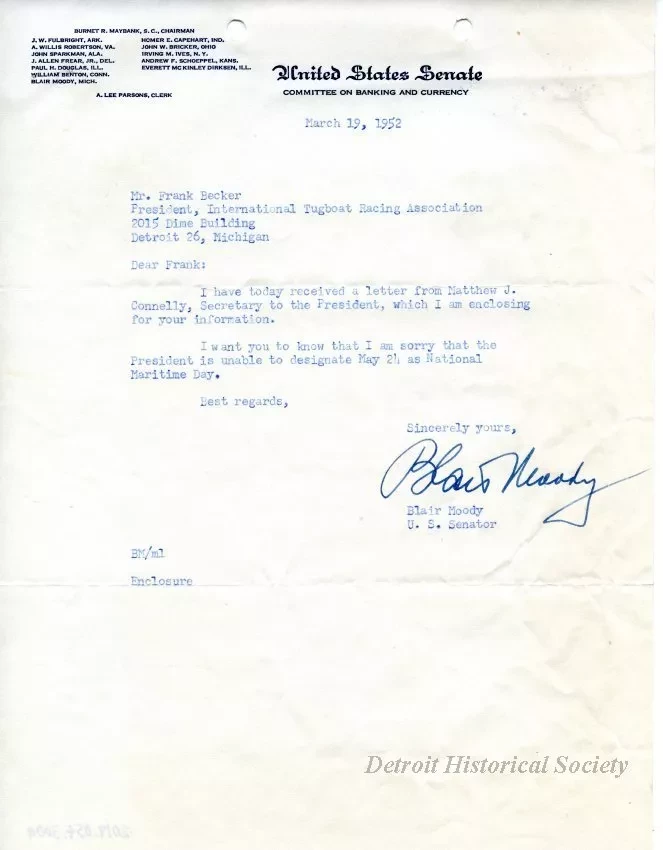 BURNET R. MAYBANK, S. C., CHAIRMAN
J. W. FULBRIGHT, ARK.
A. WILLIS ROBERTSON, VA.
JOHN SPARKMAN, ALA.
J. ALLEN FREAR, JR., DEL.
PAUL H. DOUGLAS, ILL.
WILLIAM BENTON, CONN.
BLAIR MOODY, MICH.
HOMER E. CAPEHART, IND.
JOHN W. BRICKER, OHIO
IRVING M. IVES, N. Y.
ANDREW F. SCHOEPPEL, KANS.
EVERETT MCKINLEY DIRKSEN, ILL.
A. LEE PARSONS, CLERK
United States Senate
COMMITTEE ON BANKING AND CURRENCY
March 19, 1952
Mr. Frank Becker
President, International Tugboat Racing Association
2015 Dime Building
Detroit 26, Michigan
Dear Frank:
I have today received a letter from Matthew J.
Connelly, Secretary to the President, which I am enclosing
for your information.
I want you to know that I am sorry that the
President is unable to designate May 24 as National
Maritime Day.
Best regards,
Sincerely yours,
Blair Moody
Blair Moody
U. S. Senator
BM/ml
Enclosure
Detroit Historical Society